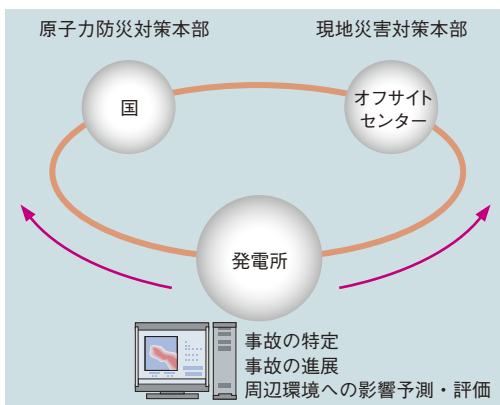 原子力防災対策本部
現地災害対策本部
国
オフサイト
センター
発電所
事故の特定
事故の進展
周辺環境への影響予測・評価